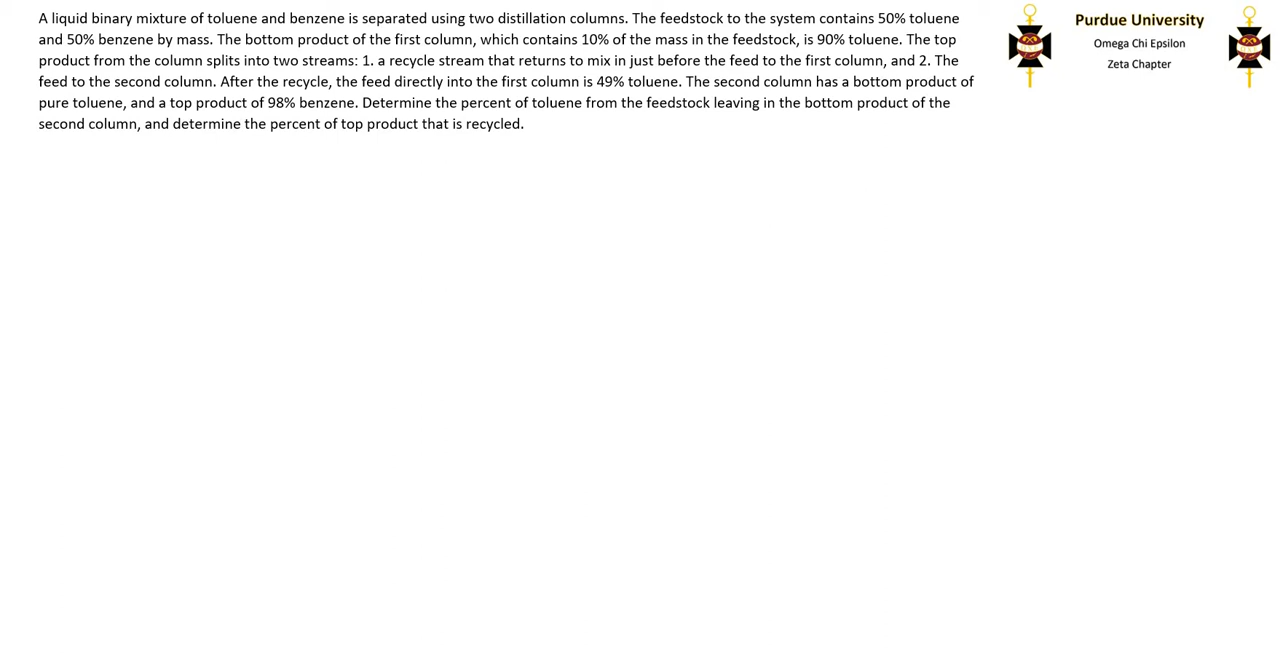 A liquid binary mixture of toluene and benzene is separated using two distillation columns. The feedstock to the system contains 50% toluene
and 50% benzene by mass. The bottom product of the first column, which contains 10% of the mass in the feedstock, is 90% toluene. The top
product from the column splits into two streams: 1. a recycle stream that returns to mix in just before the feed to the first column, and 2. The
feed to the second column. After the recycle, the feed directly into the first column is 49% toluene. The second column has a bottom product of
pure toluene, and a top product of 98% benzene. Determine the percent of toluene from the feedstock leaving in the bottom product of the
second column, and determine the percent of top product that is recycled.
Purdue University
Omega Chi Epsilon
Zeta Chapter